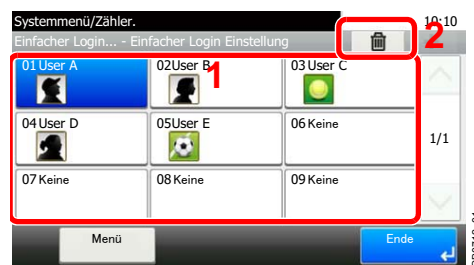 Systemmenü/Zähler. 10:10
Einfacher Login... - Einfacher Login Einstellung 2
01 User A 02User B 03 User C
1
04 User D 05User E 06 Keine
1/1
07 Keine 08 Keine 09 Keine
Menü Ende